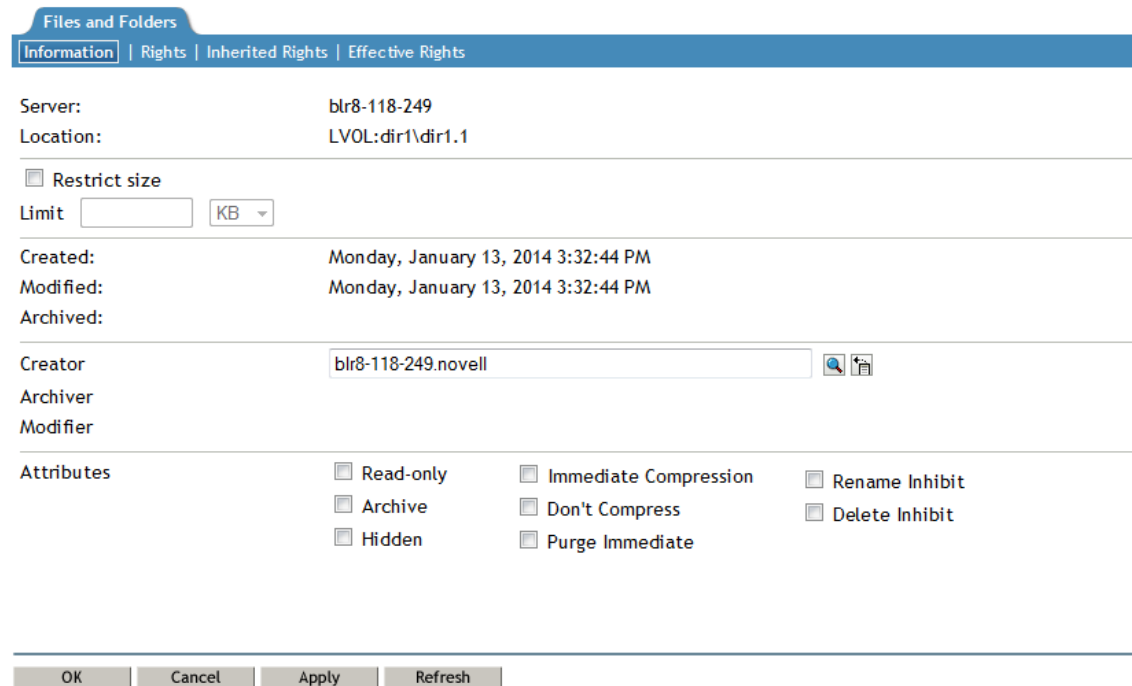 Files and Folders
Information | Rights | Inherited Rights | Effective Rights
Server: blr8-118-249
Location: LVOL:dir1\dir1.1
Restrict size
Limit KB
Created: Monday, January 13, 2014 3:32:44 PM
Modified: Monday, January 13, 2014 3:32:44 PM
Archived:
Creator blr8-118-249.novell
Archiver
Modifier
Attributes Read-only Immediate Compression Rename Inhibit
Archive Don't Compress Delete Inhibit
Hidden Purge Immediate
OK Cancel Apply Refresh